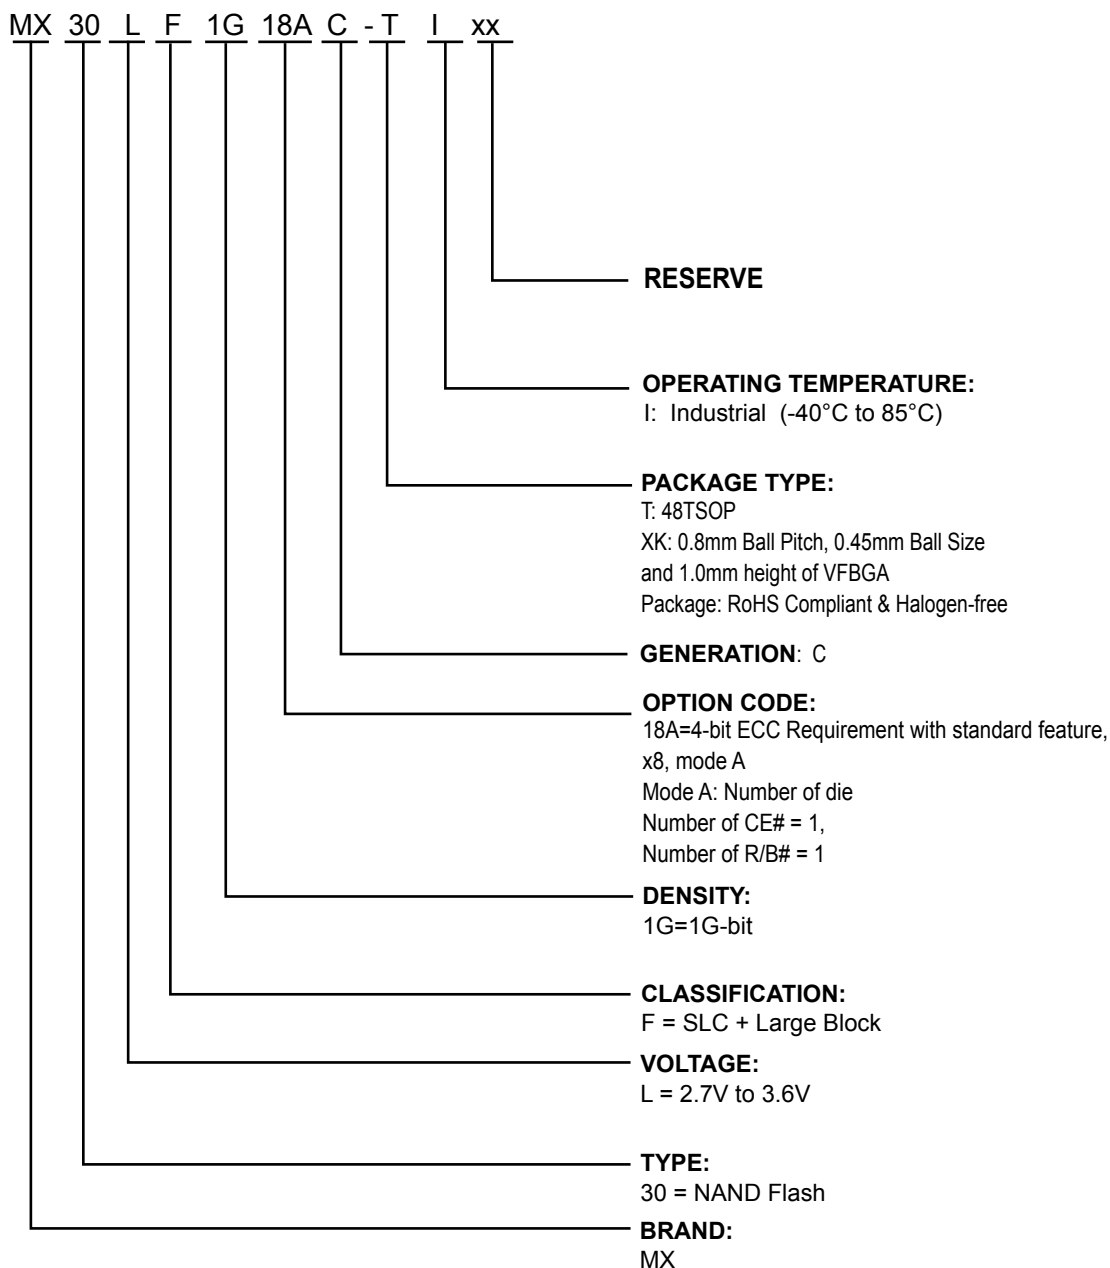 MX 30 L F 1G 18A C - T I xx
RESERVE
OPERATING TEMPERATURE:
I: Industrial (-40°C to 85°C)
PACKAGE TYPE:
T: 48TSOP
XK: 0.8mm Ball Pitch, 0.45mm Ball Size
and 1.0mm height of VFBGA
Package: RoHS Compliant & Halogen-free
GENERATION: C
OPTION CODE:
18A=4-bit ECC Requirement with standard feature,
x8, mode A
Mode A: Number of die
Number of CE# = 1,
Number of R/B# = 1
DENSITY:
1G=1G-bit
CLASSIFICATION:
F = SLC + Large Block
VOLTAGE:
L = 2.7V to 3.6V
TYPE:
30 = NAND Flash
BRAND:
MX